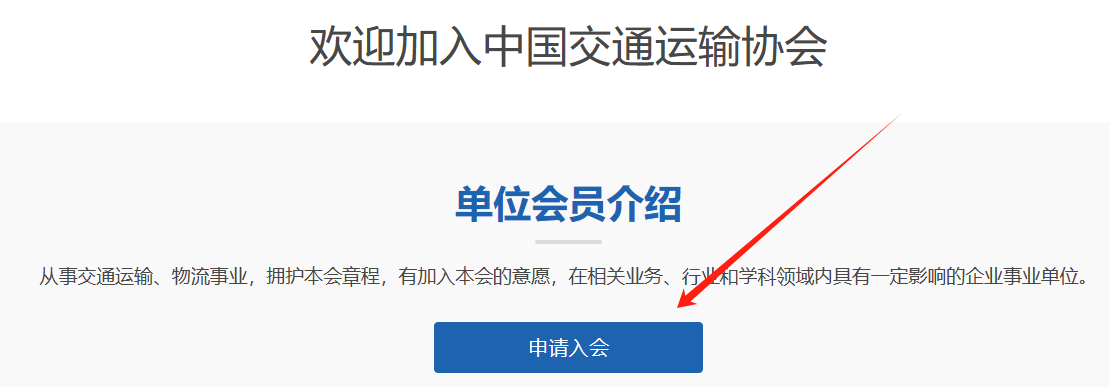 欢迎加入中国交通运输协会
单位会员介绍
从事交通运输、物流事业，拥护本会章程，有加入本会的意愿，在相关业务、行业和学科领域内具有一定影响的企业事业单位。
申请入会